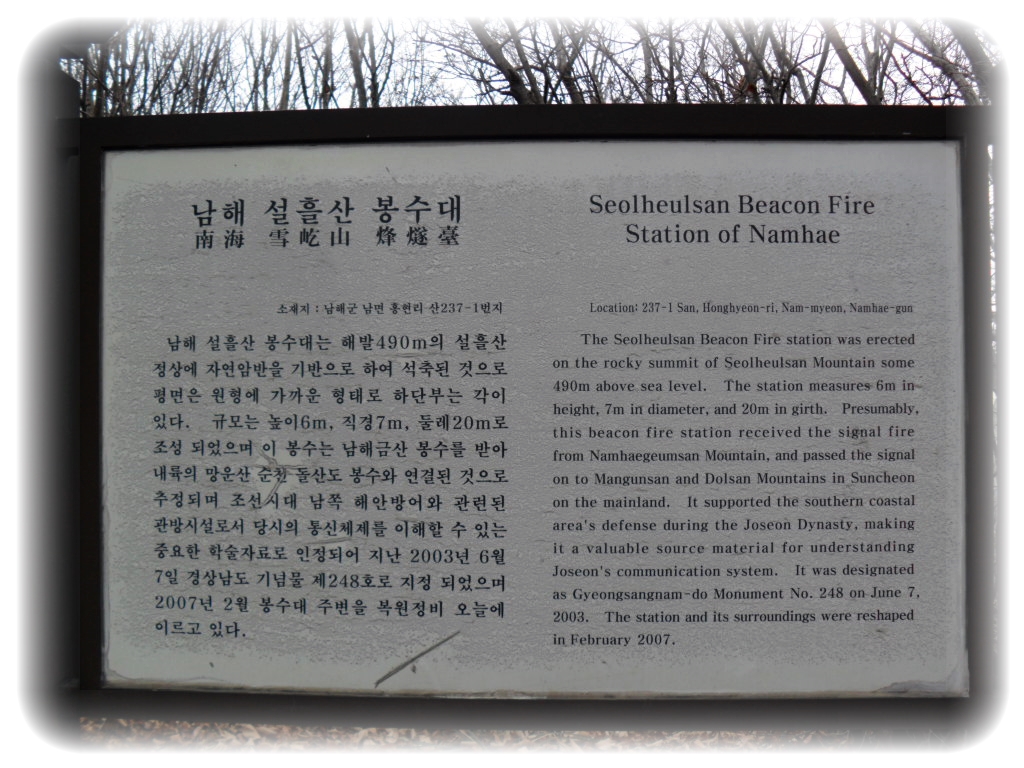 남해 설흘산 봉수대
南海 雪屹山 烽燧臺
소재지 : 남해군 남면 홍현리 산237-1번지
남해 설흘산 봉수대는 해발490m의 설흘산
정상에 자연암반을 기반으로 하여 석축된 것으로
평면은 원형에 가까운 형태로 하단부는 각이
있다. 규모는 높이6m, 직경7m, 둘레20m로
조성 되었으며 이 봉수는 남해금산 봉수를 받아
내륙의 망운산 순천 돌산도 봉수와 연결된 것으로
추정되며 조선시대 남쪽 해안방어와 관련된
관방시설로서 당시의 통신체제를 이해할 수 있는
중요한 학술자료로 인정되어 지난 2003년 6월
7일 경상남도 기념물 제248호로 지정 되었으며
2007년 2월 봉수대 주변을 복원정비 오늘에
이르고 있다.
Seolheulsan Beacon Fire
Station of Namhae
Location: 237-1 San, Honghyeon-ri, Nam-myeon, Namhae-gun
The Seolheulsan Beacon Fire station was erected
on the rocky summit of Seolheulsan Mountain some
490m above sea level. The station measures 6m in
height, 7m in diameter, and 20m in girth. Presumably,
this beacon fire station received the signal fire
from Namhaegeumsan Mountain, and passed the signal
on to Mangunsan and Dolsan Mountains in Suncheon
on the mainland. It supported the southern coastal
area's defense during the Joseon Dynasty, making
it a valuable source material for understanding
Joseon's communication system. It was designated
as Gyeongsangnam-do Monument No. 248 on June 7,
2003. The station and its surroundings were reshaped
in February 2007.